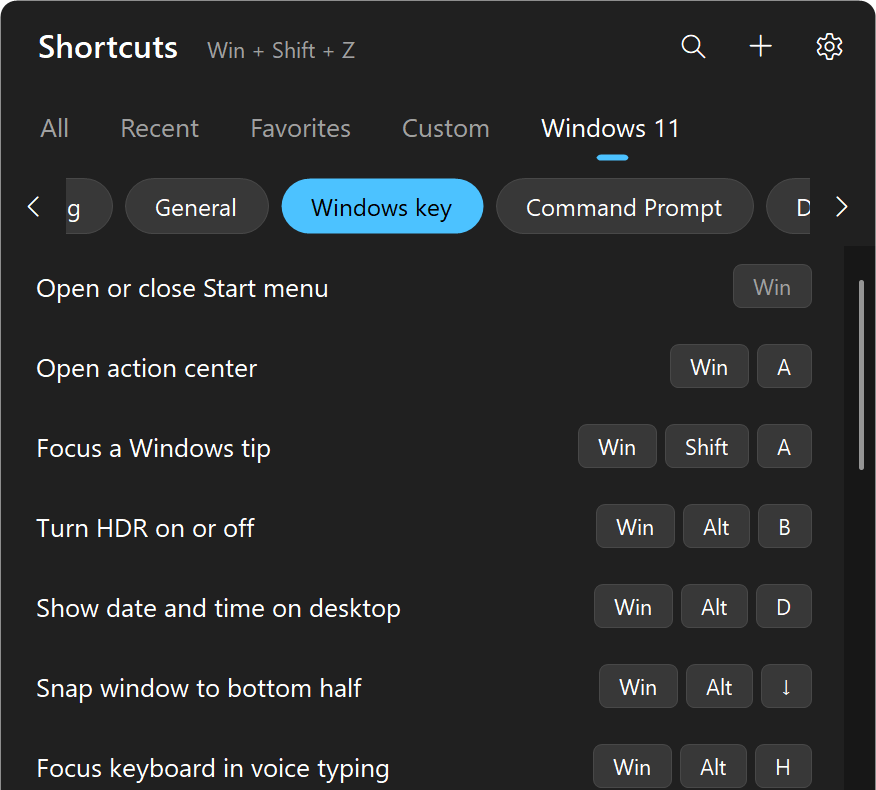 Shortcuts Win + Shift + Z
All Recent Favorites Custom Windows 11
g General Windows key Command Prompt D
Open or close Start menu Win
Open action center Win A
Focus a Windows tip Win Shift A
Turn HDR on or off Win Alt B
Show date and time on desktop Win Alt D
Snap window to bottom half Win Alt ↓
Focus keyboard in voice typing Win Alt H